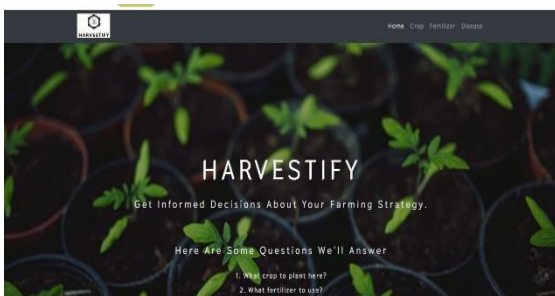 HARVESTIFY
Home Crop Fertilizer Disease
HARVESTIFY
Get Informed Decisions About Your Farming Strategy.
Here Are Some Questions We'll Answer
1. What crop to plant here?
2. What fertilizer to use?